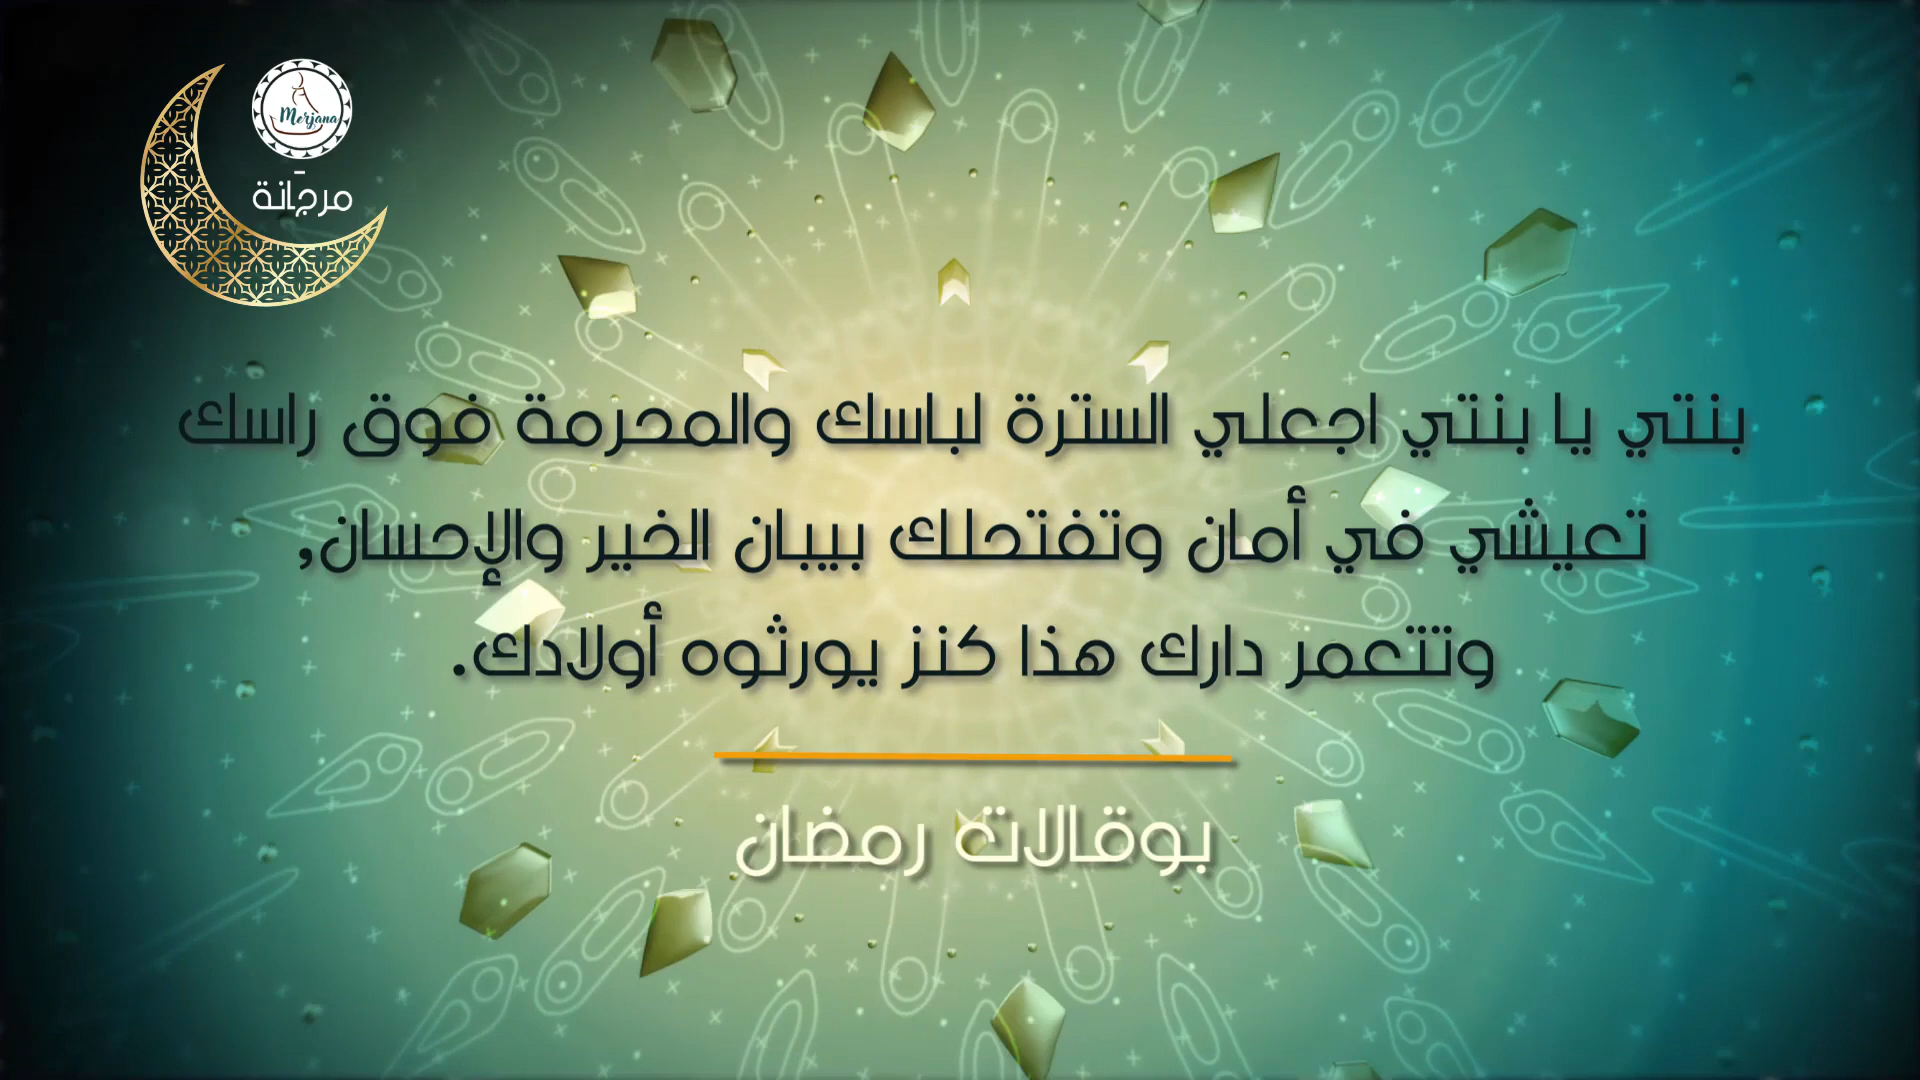 Merjana
مرجانة
بنتي يا بنتي اجعلي السترة لباسك والمحرمة فوق راسك
تعيشي في أمان وتفتحلك بيبان الخير والإحسان,
وتتعمر دارك هذا كنز يورثوه أولادك.
بوقالات رمضان